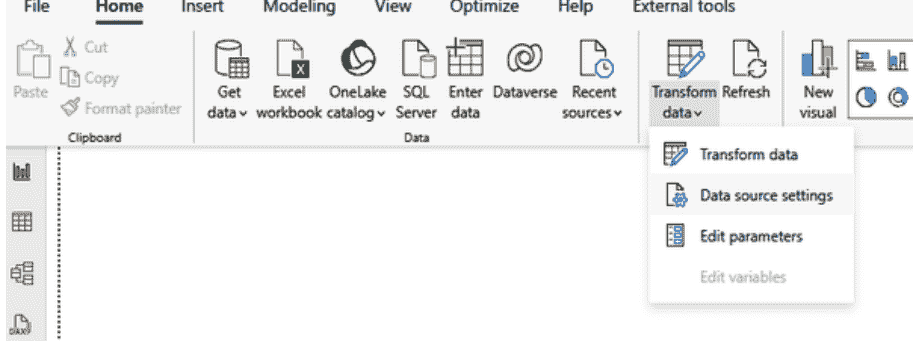 File Home Insert Modeling View Optimize Help External tools
Paste
Cut
Copy
Format painter
Clipboard
Get data
Excel workbook
OneLake catalog
SQL Server
Enter data
Dataverse
Recent sources
Data
Transform data
Refresh
New visual
Transform data
Data source settings
Edit parameters
Edit variables
DAX